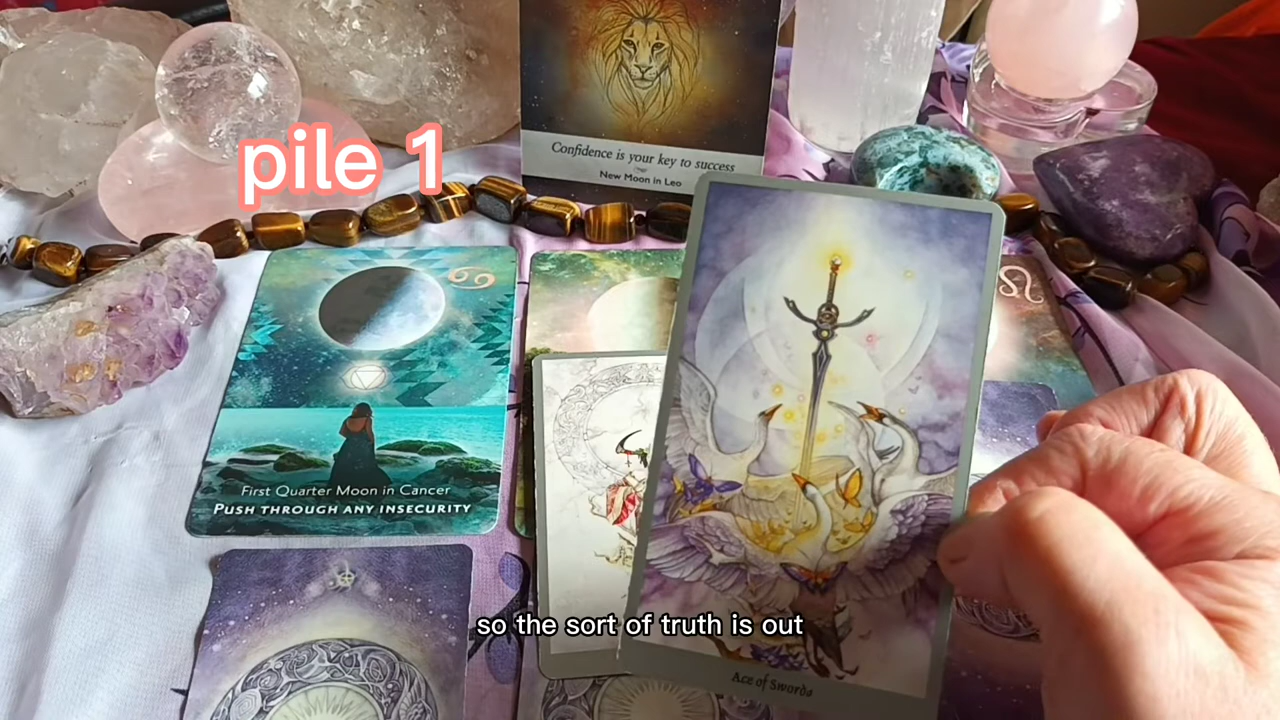 Confidence is your key to success
New Moon in Leo
pile 1
First Quarter Moon in Cancer
PUSH THROUGH ANY INSECURITY
so the sort of truth is out
Ace of Swords